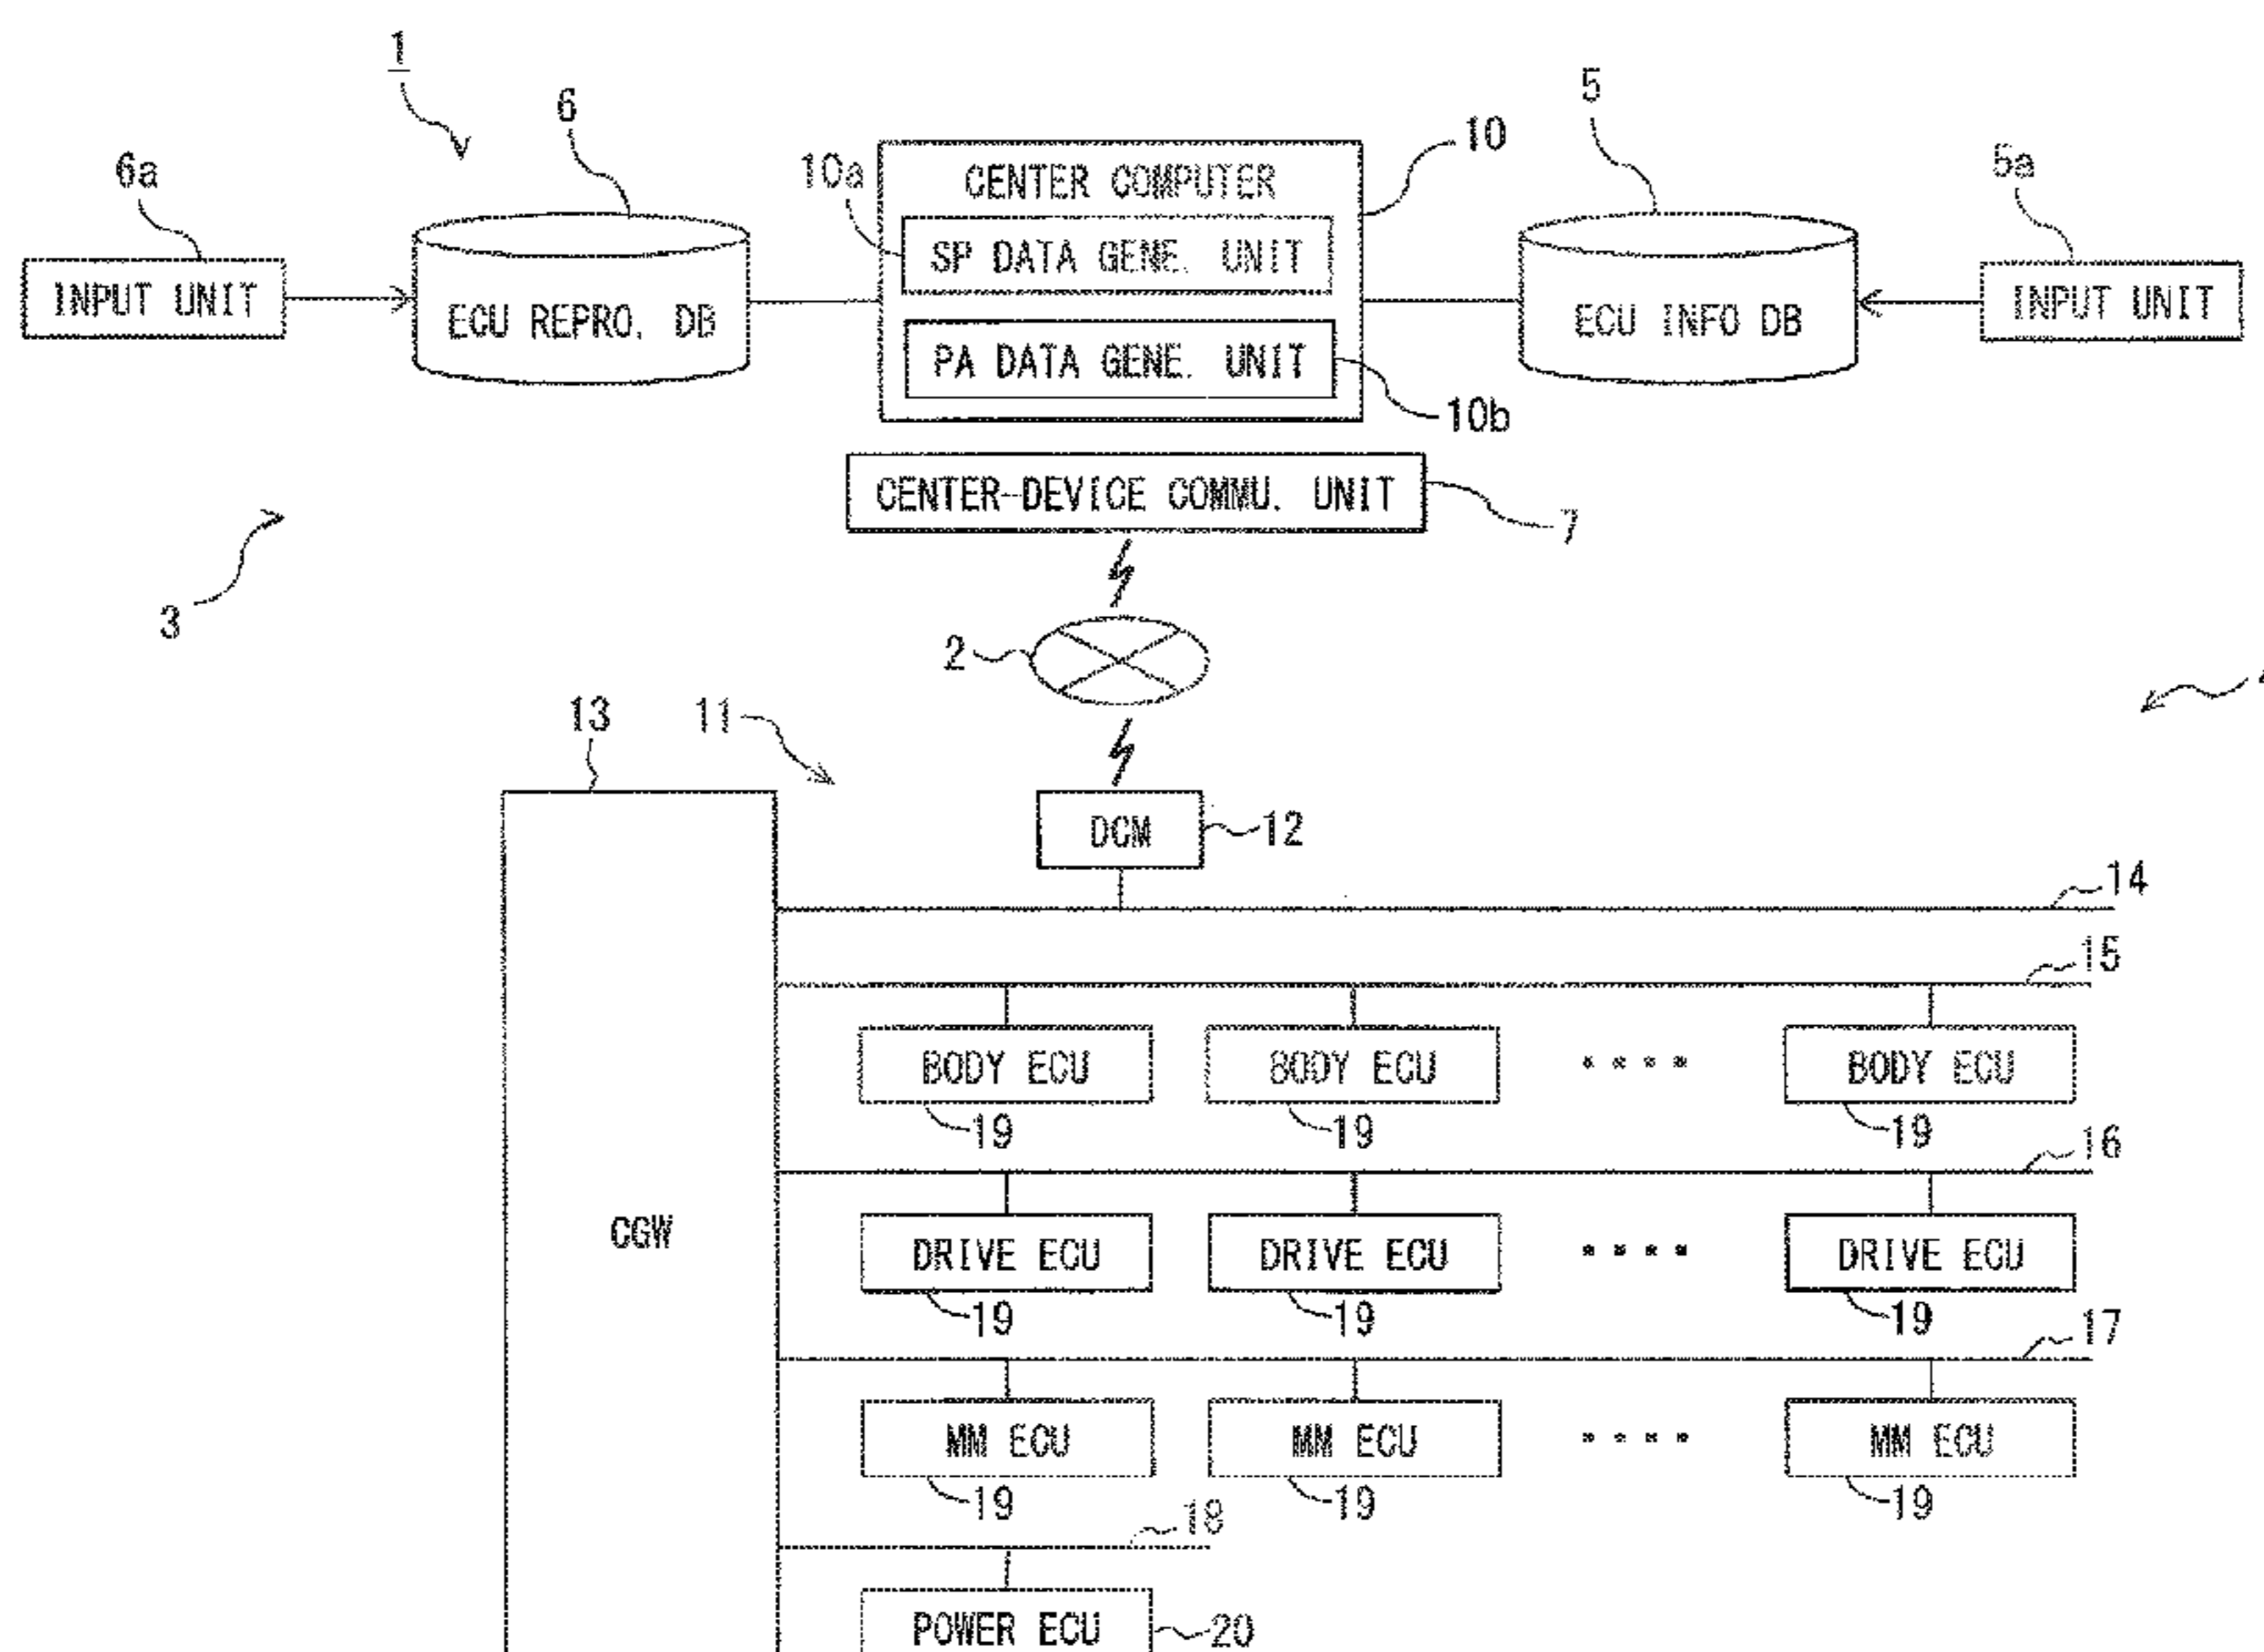 1
6
5
10
6a
10a
CENTER COMPUTER
5a
SP DATA GENE. UNIT
INPUT UNIT
ECU REPRO. DB
ECU INFO DB
INPUT UNIT
PA DATA GENE. UNIT
10b
CENTER-DEVICE COMMU. UNIT
7
3
2
13
11
DCM
12
14
15
BODY ECU
BODY ECU
····
BODY ECU
19
19
19
16
CGW
DRIVE ECU
DRIVE ECU
····
DRIVE ECU
19
19
19
17
MM ECU
MM ECU
····
MM ECU
19
19
19
18
POWER ECU
20